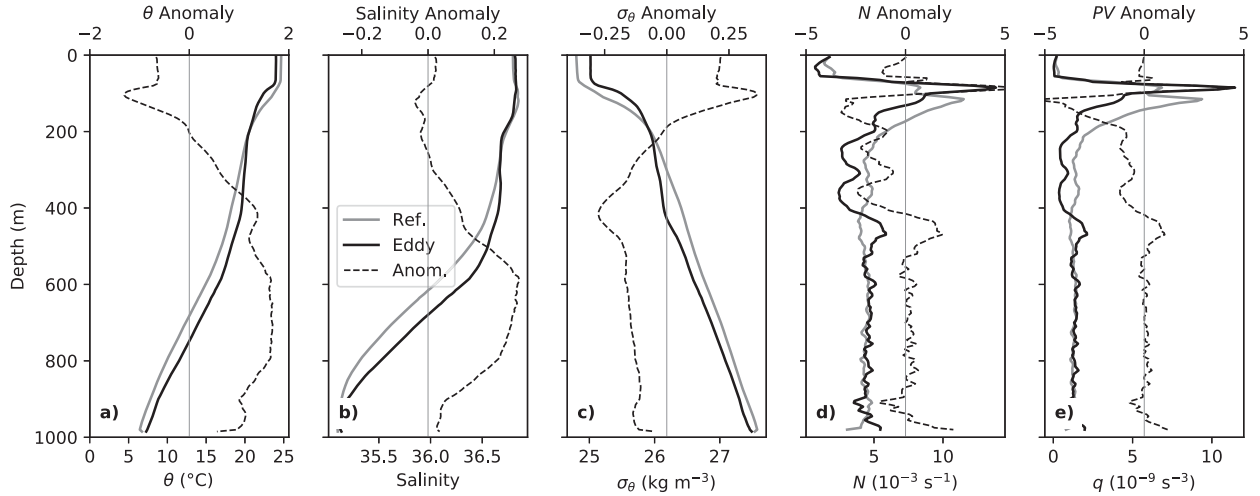 θ Anomaly
Salinity Anomaly
σθ Anomaly
N Anomaly
PV Anomaly
−2 0 2
−0.2 0.0 0.2
−0.25 0.00 0.25
−5 0 5
−5 0 5
Depth (m)
0
200
400
600
800
1000
Ref.
Eddy
Anom.
a)
b)
c)
d)
e)
0 5 10 15 20 25
35.5 36.0 36.5
25 26 27
5 10
0 5 10
θ (°C)
Salinity
σθ (kg m⁻³)
N (10⁻³ s⁻¹)
q (10⁻⁹ s⁻³)